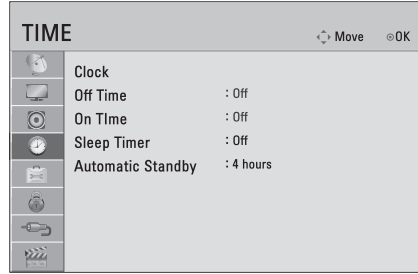 TIME
Move OK
Clock
Off Time : Off
On TIme : Off
Sleep Timer : Off
Automatic Standby : 4 hours